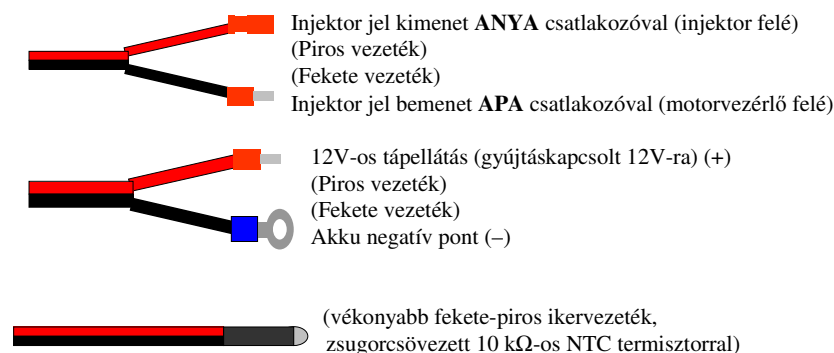 Injektor jel kimenet ANYA csatlakozóval (injektor felé)
(Piros vezeték)
(Fekete vezeték)
Injektor jel bemenet APA csatlakozóval (motorvezérlő felé)
12V-os tápellátás (gyújtáskapcsolt 12V-ra) (+)
(Piros vezeték)
(Fekete vezeték)
Akku negatív pont (–)
(vékonyabb fekete-piros ikervezeték,
zsugorcsövezett 10 kΩ-os NTC termisztorral)